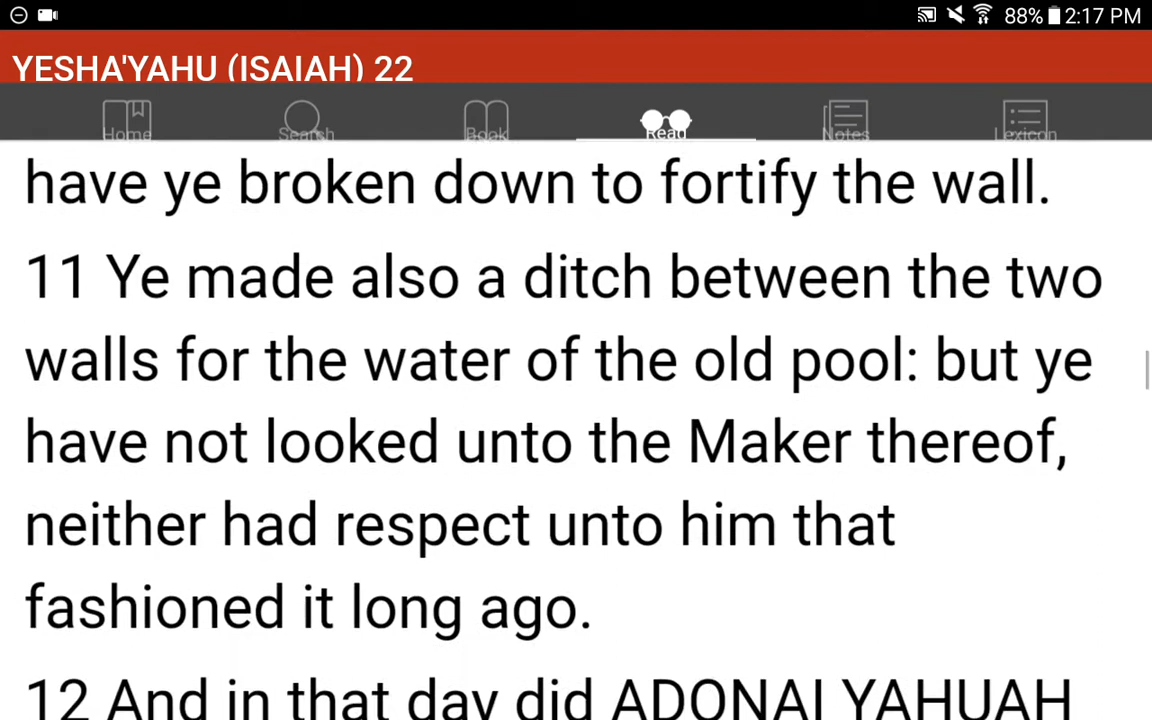 88% 2:17 PM
YESHA'YAHU (ISAIAH) 22
Home Search Book Read Notes Lexicon
have ye broken down to fortify the wall.
11 Ye made also a ditch between the two
walls for the water of the old pool: but ye
have not looked unto the Maker thereof,
neither had respect unto him that
fashioned it long ago.
12 And in that day did ADONAI YAHUAH